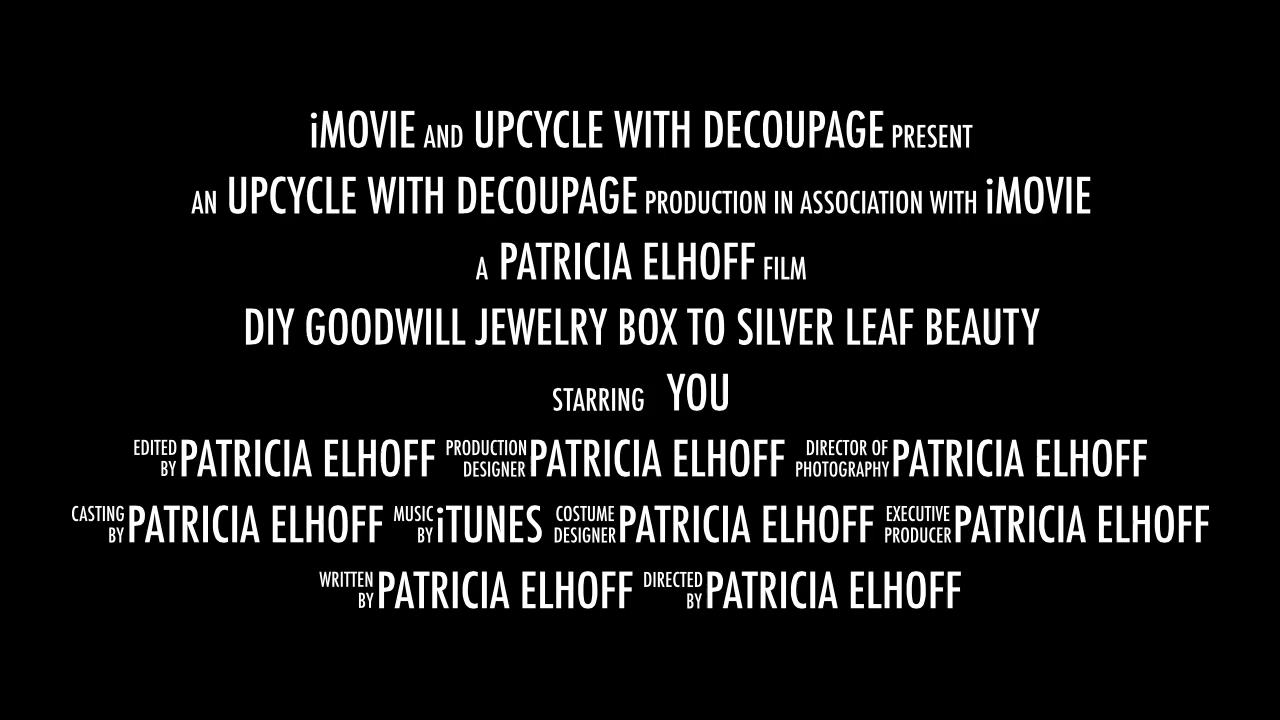 iMOVIE AND UPCYCLE WITH DECOUPAGE PRESENT
AN UPCYCLE WITH DECOUPAGE PRODUCTION IN ASSOCIATION WITH iMOVIE
A PATRICIA ELHOFF FILM
DIY GOODWILL JEWELRY BOX TO SILVER LEAF BEAUTY
STARRING YOU
EDITED BY PATRICIA ELHOFF PRODUCTION DESIGNER PATRICIA ELHOFF DIRECTOR OF PHOTOGRAPHY PATRICIA ELHOFF
CASTING BY PATRICIA ELHOFF MUSIC BY iTUNES COSTUME DESIGNER PATRICIA ELHOFF EXECUTIVE PRODUCER PATRICIA ELHOFF
WRITTEN BY PATRICIA ELHOFF DIRECTED BY PATRICIA ELHOFF